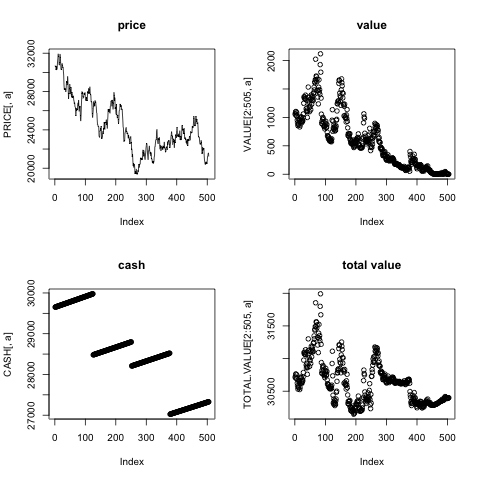 price
PRICE[, a]
20000 24000 28000 32000
0 100 200 300 400 500
Index
value
VALUE[2:505, a]
0 500 1000 2000
0 100 200 300 400 500
Index
cash
CASH[, a]
27000 28000 29000 30000
0 100 200 300 400 500
Index
total value
TOTAL.VALUE[2:505, a]
30500 31500
0 100 200 300 400 500
Index